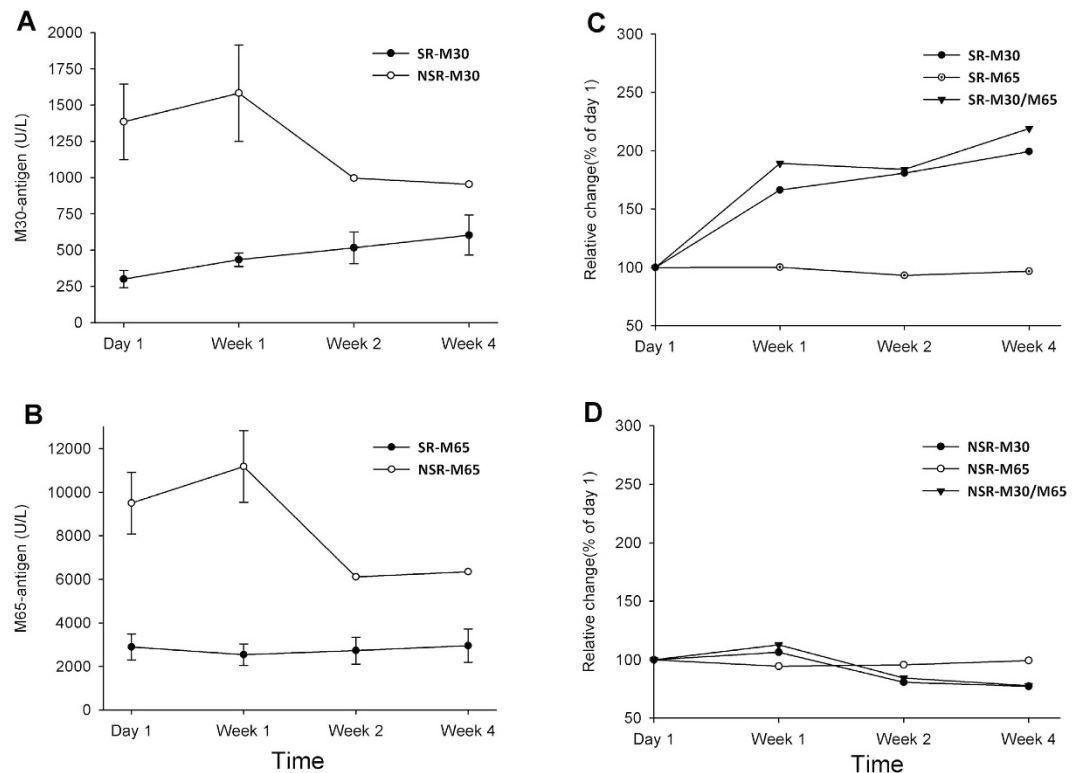 A
2000
1750
1500
1250
1000
750
500
250
0
M30-antigen (U/L)
SR-M30
NSR-M30
Day 1
Week 1
Week 2
Week 4
B
12000
10000
8000
6000
4000
2000
0
M65-antigen (U/L)
SR-M65
NSR-M65
Day 1
Week 1
Week 2
Week 4
Time
C
300
250
200
150
100
50
Relative change(% of day 1)
SR-M30
SR-M65
SR-M30/M65
Day 1
Week 1
Week 2
Week 4
D
300
250
200
150
100
50
Relative change(% of day 1)
NSR-M30
NSR-M65
NSR-M30/M65
Day 1
Week 1
Week 2
Week 4
Time